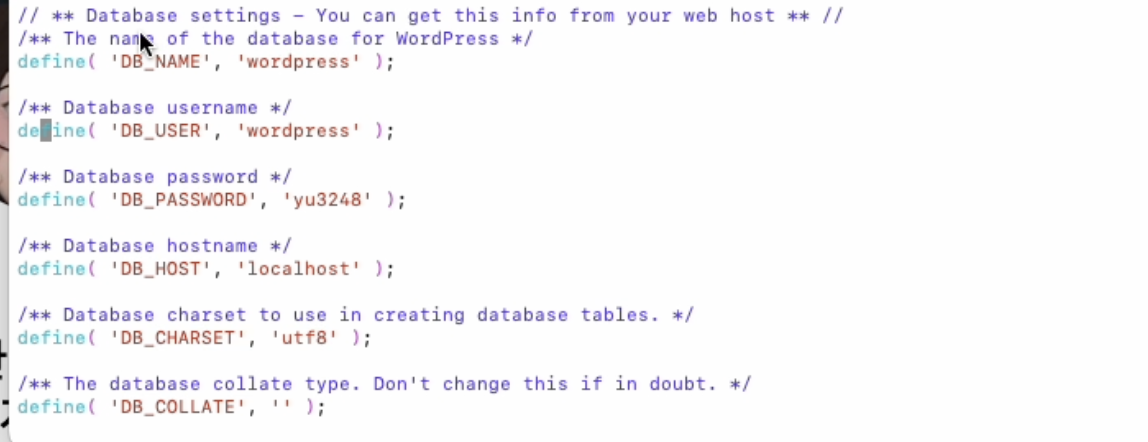 // ** Database settings – You can get this info from your web host ** //
/** The name of the database for WordPress */
define( 'DB_NAME', 'wordpress' );
/** Database username */
define( 'DB_USER', 'wordpress' );
/** Database password */
define( 'DB_PASSWORD', 'yu3248' );
/** Database hostname */
define( 'DB_HOST', 'localhost' );
/** Database charset to use in creating database tables. */
define( 'DB_CHARSET', 'utf8' );
/** The database collate type. Don't change this if in doubt. */
define( 'DB_COLLATE', '' );